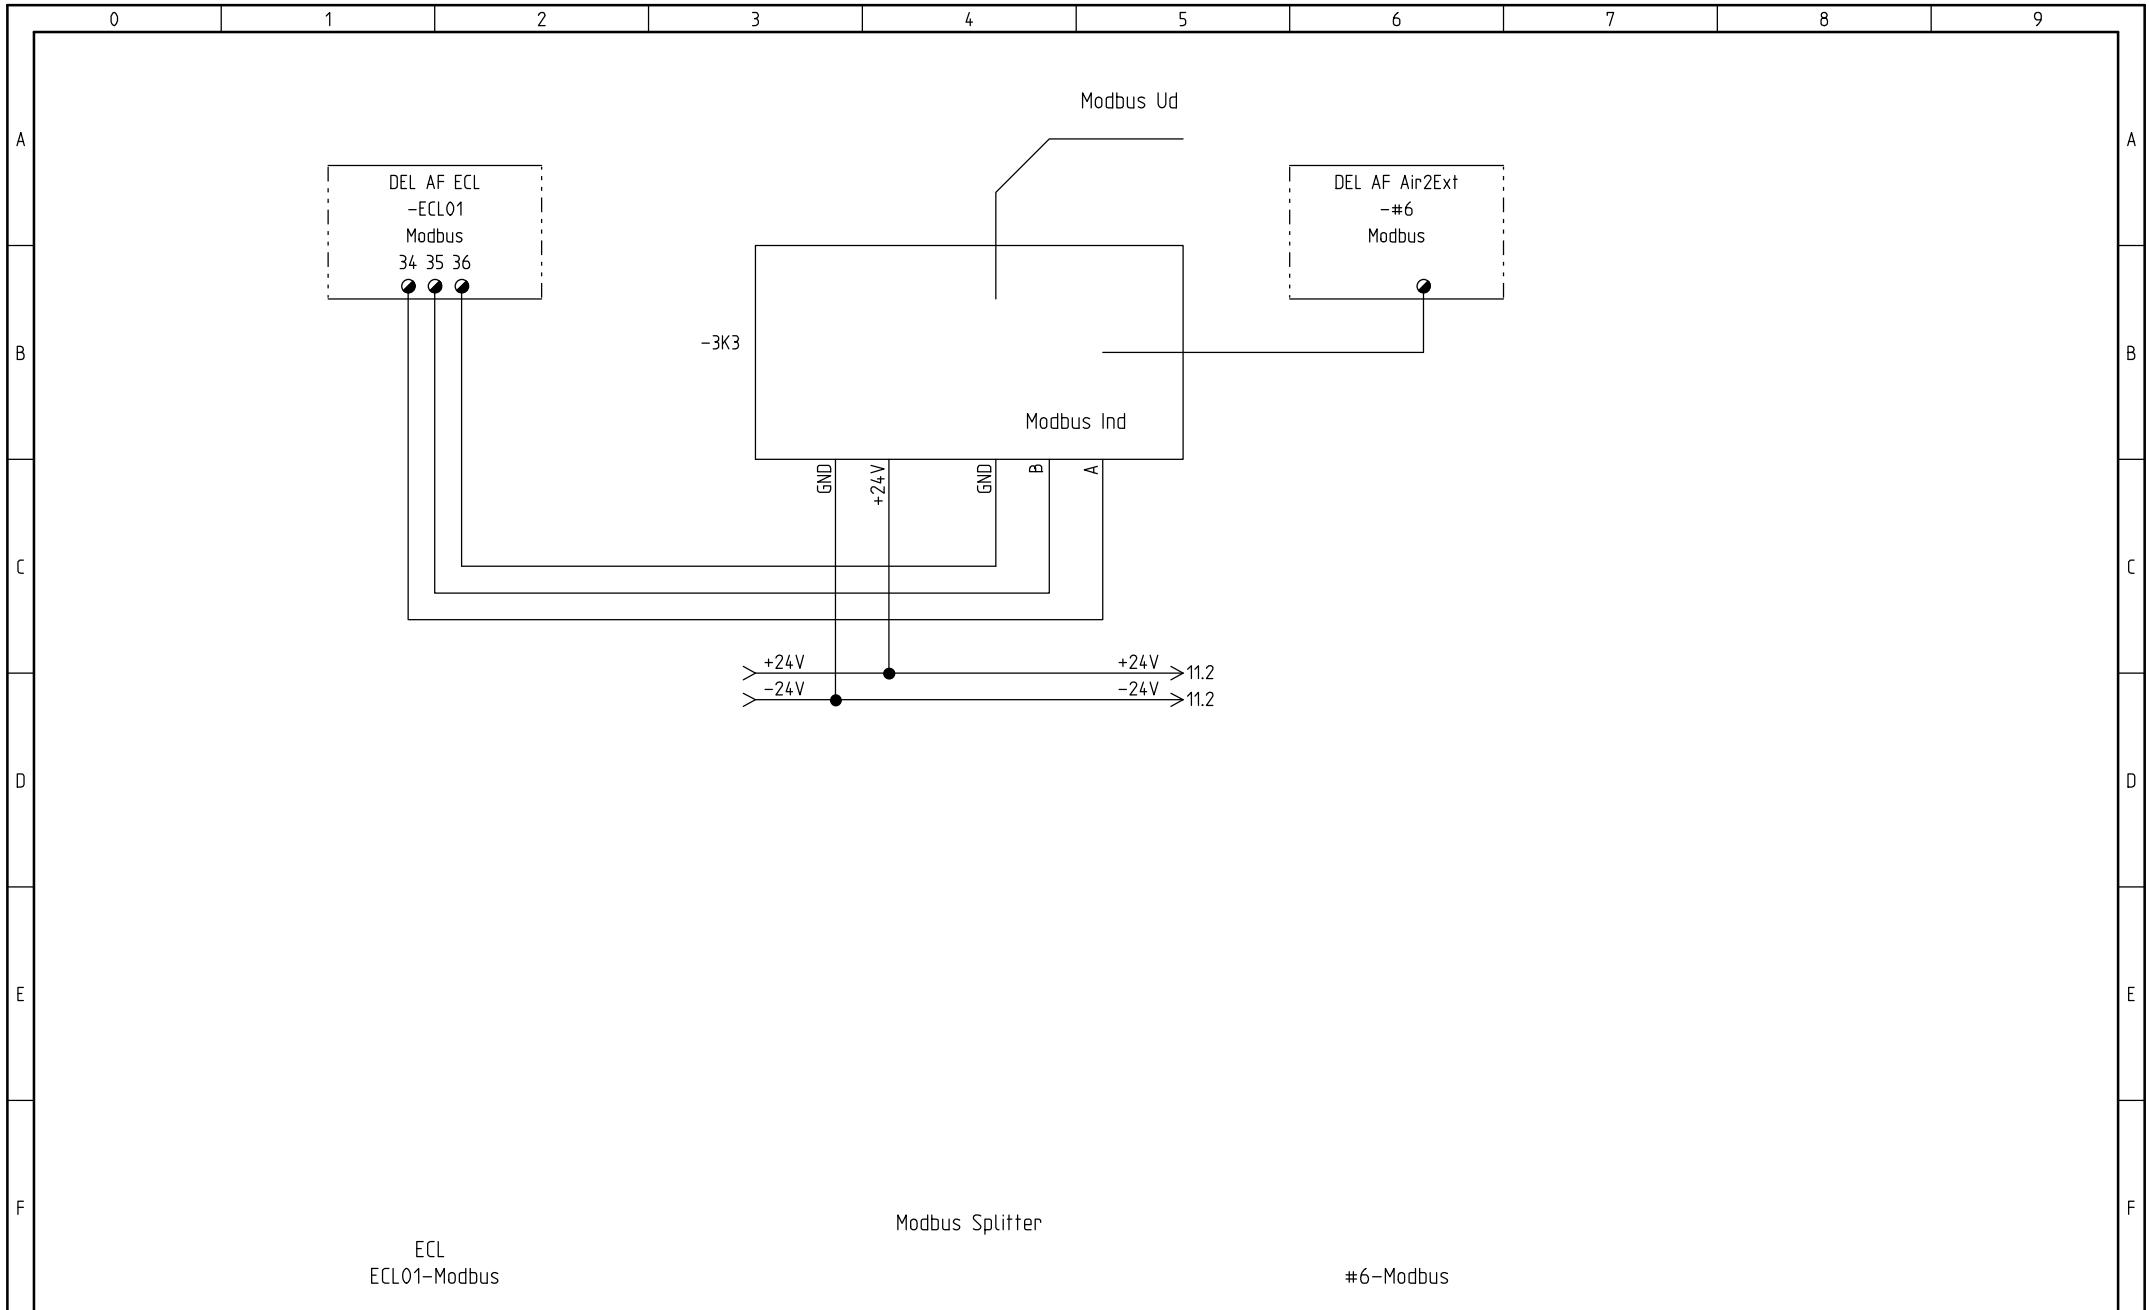 0 1 2 3 4 5 6 7 8 9
Modbus Ud
A A
DEL AF ECL
-ECL01
Modbus
34 35 36
DEL AF Air2Ext
-#6
Modbus
-3K3
B B
Modbus Ind
GND +24V GND B A
C C
+24V +24V 11.2
-24V -24V 11.2
D D
E E
F F
Modbus Splitter
ECL
ECL01-Modbus
#6-Modbus